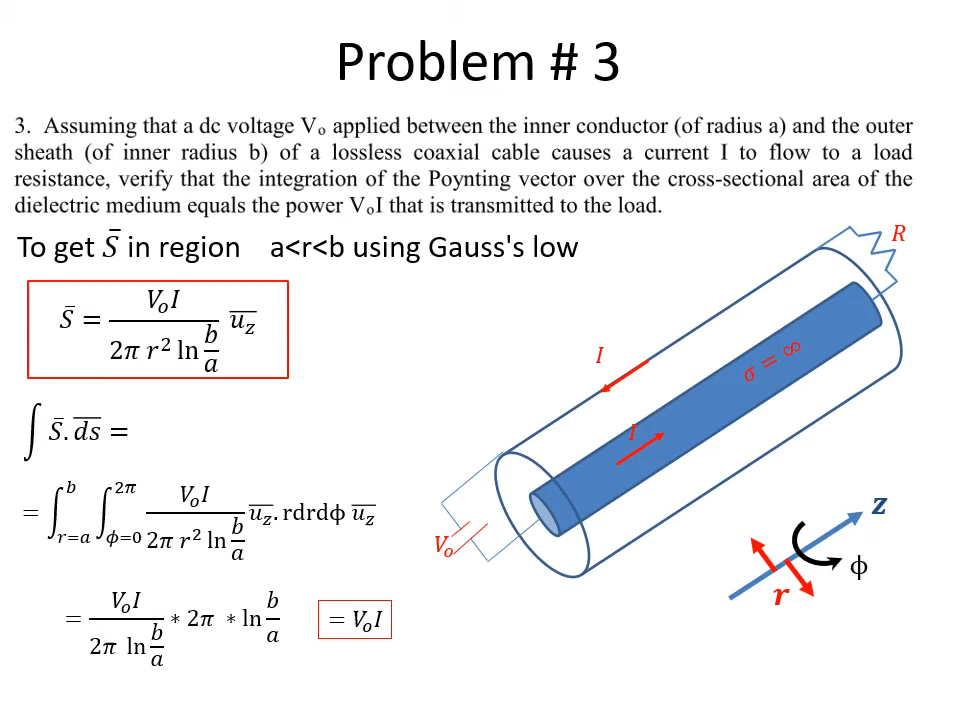 Problem # 3
3. Assuming that a dc voltage Vₒ applied between the inner conductor (of radius a) and the outer
sheath (of inner radius b) of a lossless coaxial cable causes a current I to flow to a load
resistance, verify that the integration of the Poynting vector over the cross-sectional area of the
dielectric medium equals the power VₒI that is transmitted to the load.
To get S̄ in region a<r<b using Gauss's low
S̄ = VₒI / (2π r² ln b/a) u̅_z̅
∫ S̄. d̅s̅ =
= ∫_{r=a}^{b} ∫_{ϕ=0}^{2π} VₒI / (2π r² ln b/a) u̅_z̅. rdrdϕ u̅_z̅
= VₒI / (2π ln b/a) * 2π * ln b/a = VₒI
R
σ = ∞
I
I
Vₒ
z
ϕ
r